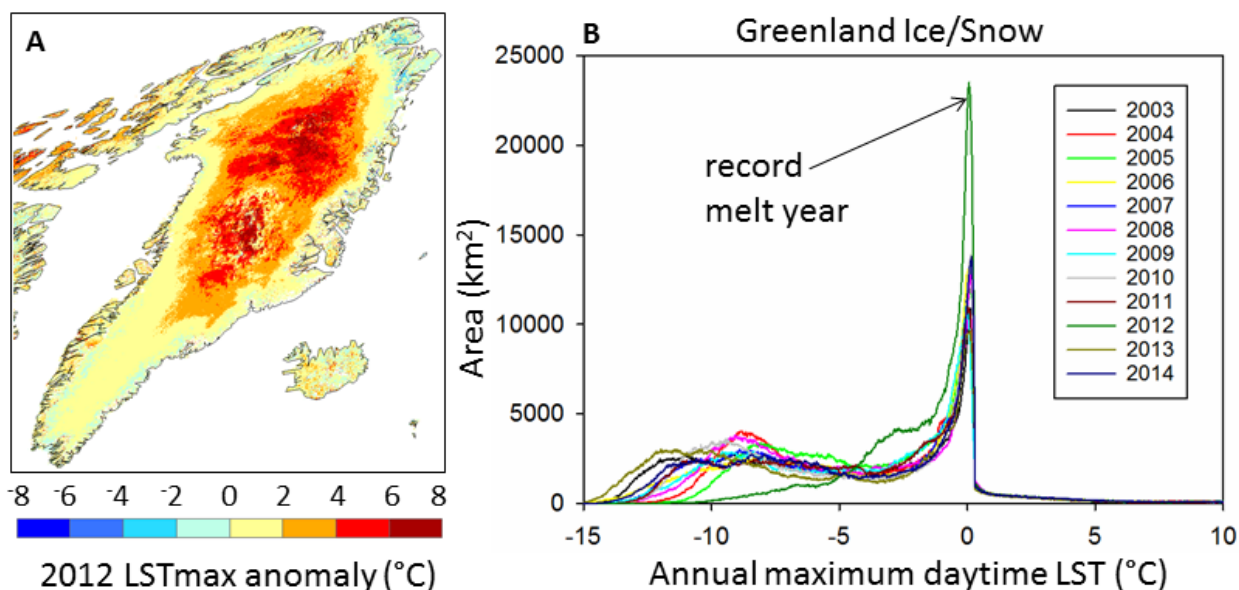 A
-8 -6 -4 -2 0 2 4 6 8
2012 LSTmax anomaly (°C)
B
Greenland Ice/Snow
25000
20000
15000
10000
5000
0
Area (km²)
record
melt year
2003
2004
2005
2006
2007
2008
2009
2010
2011
2012
2013
2014
-15 -10 -5 0 5 10
Annual maximum daytime LST (°C)